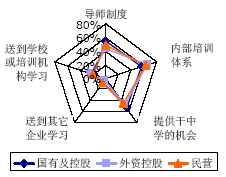 导师制度
80%
60%
40%
20%
0%
内部培训
体系
提供干中
学的机会
送到其它
企业学习
送到学校
或培训机
构学习
国有及控股
外资控股
民营